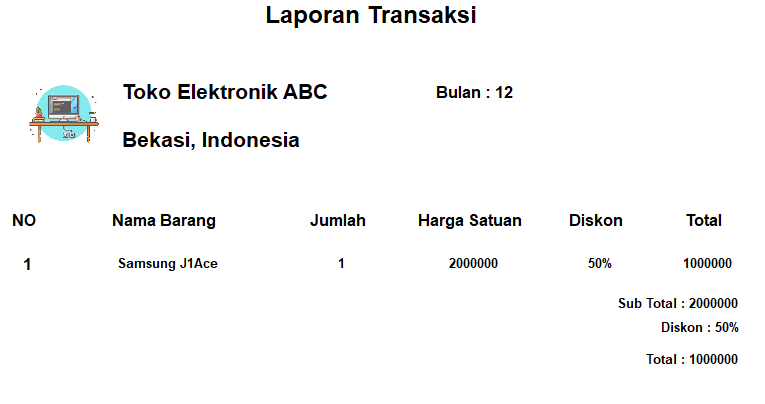 Laporan Transaksi
Toko Elektronik ABC
Bulan : 12
Bekasi, Indonesia
NO Nama Barang Jumlah Harga Satuan Diskon Total
1 Samsung J1Ace 1 2000000 50% 1000000
Sub Total : 2000000
Diskon : 50%
Total : 1000000